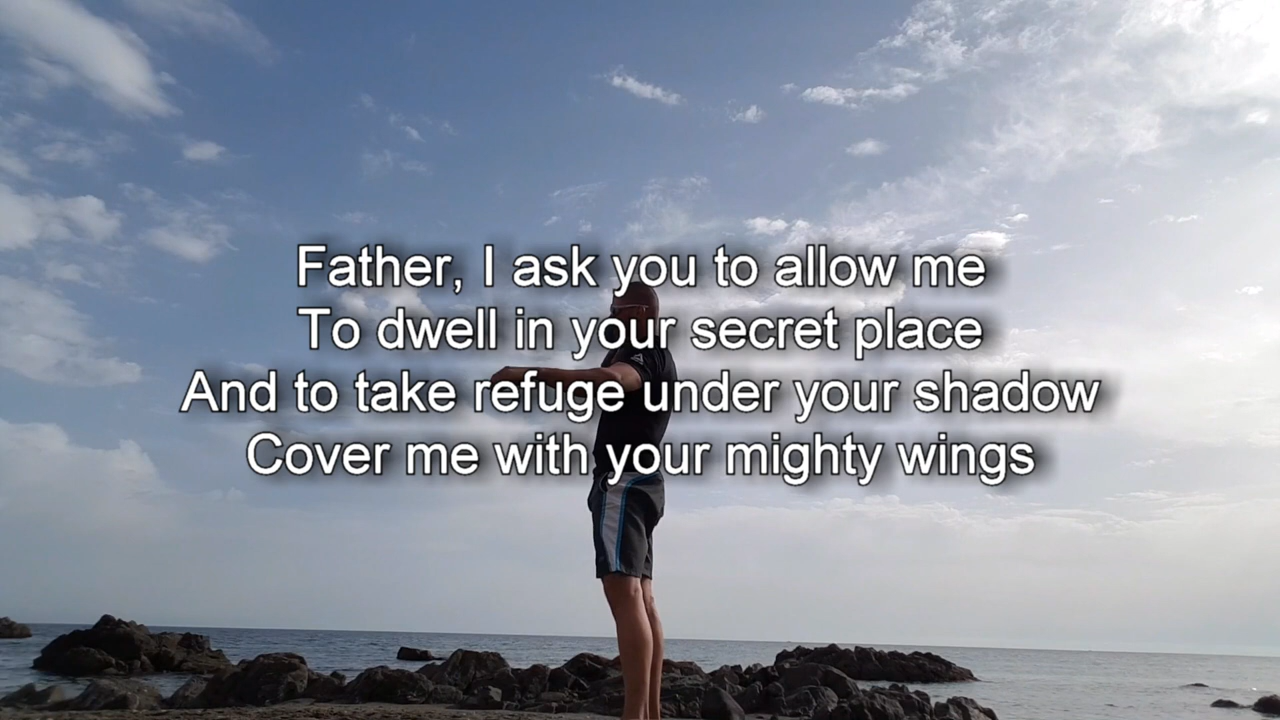 Father, I ask you to allow me
To dwell in your secret place
And to take refuge under your shadow
Cover me with your mighty wings